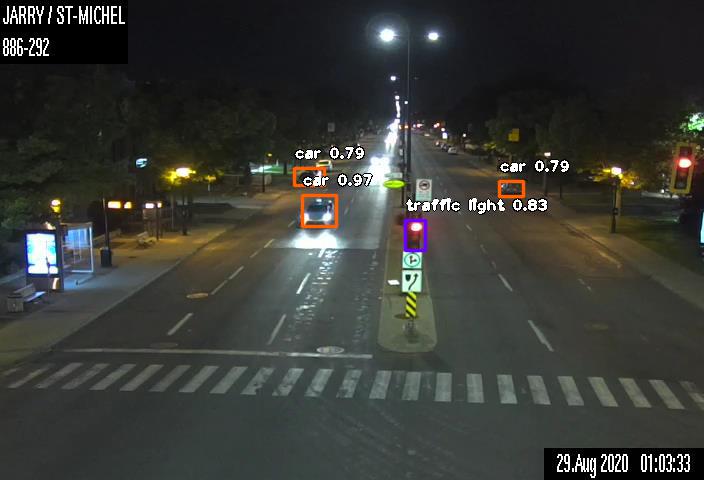 JARRY / ST-MICHEL
886-292
car 0.79
car 0.79
car 0.97
traffic light 0.83
29.Aug 2020 01:03:33